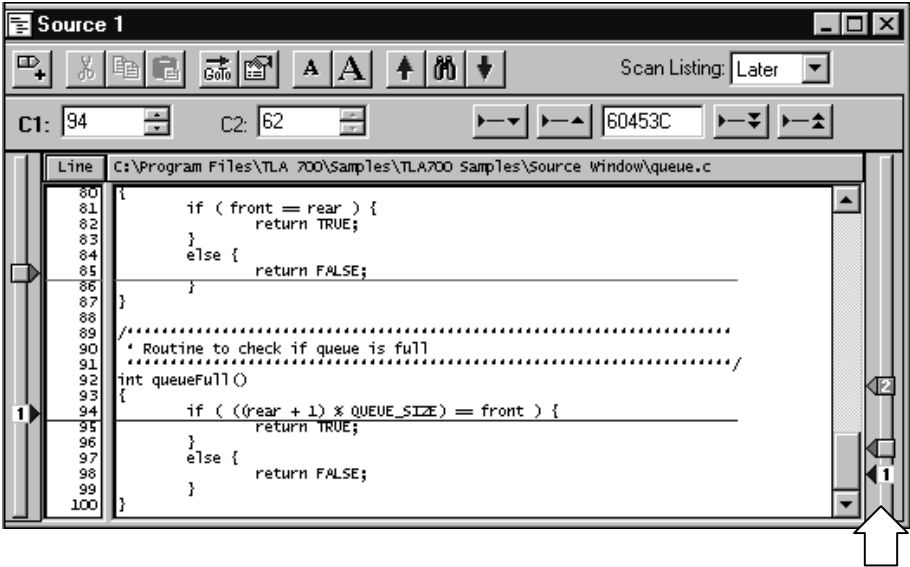 Source 1
GoTo A A Scan Listing: Later
C1: 94 C2: 62 60453C
Line C:\Program Files\TLA 700\Samples\TLA700 Samples\Source Window\queue.c
80 {
81 if ( front == rear ) {
82 return TRUE;
83 }
84 else {
85 return FALSE;
86 }
87 }
88
89 /**********************************************************************
90 * Routine to check if queue is full
91 **********************************************************************/
92 int queueFull()
93 {
94 if ( ((rear + 1) % QUEUE_SIZE) == front ) {
95 return TRUE;
96 }
97 else {
98 return FALSE;
99 }
100 }
1
2
1